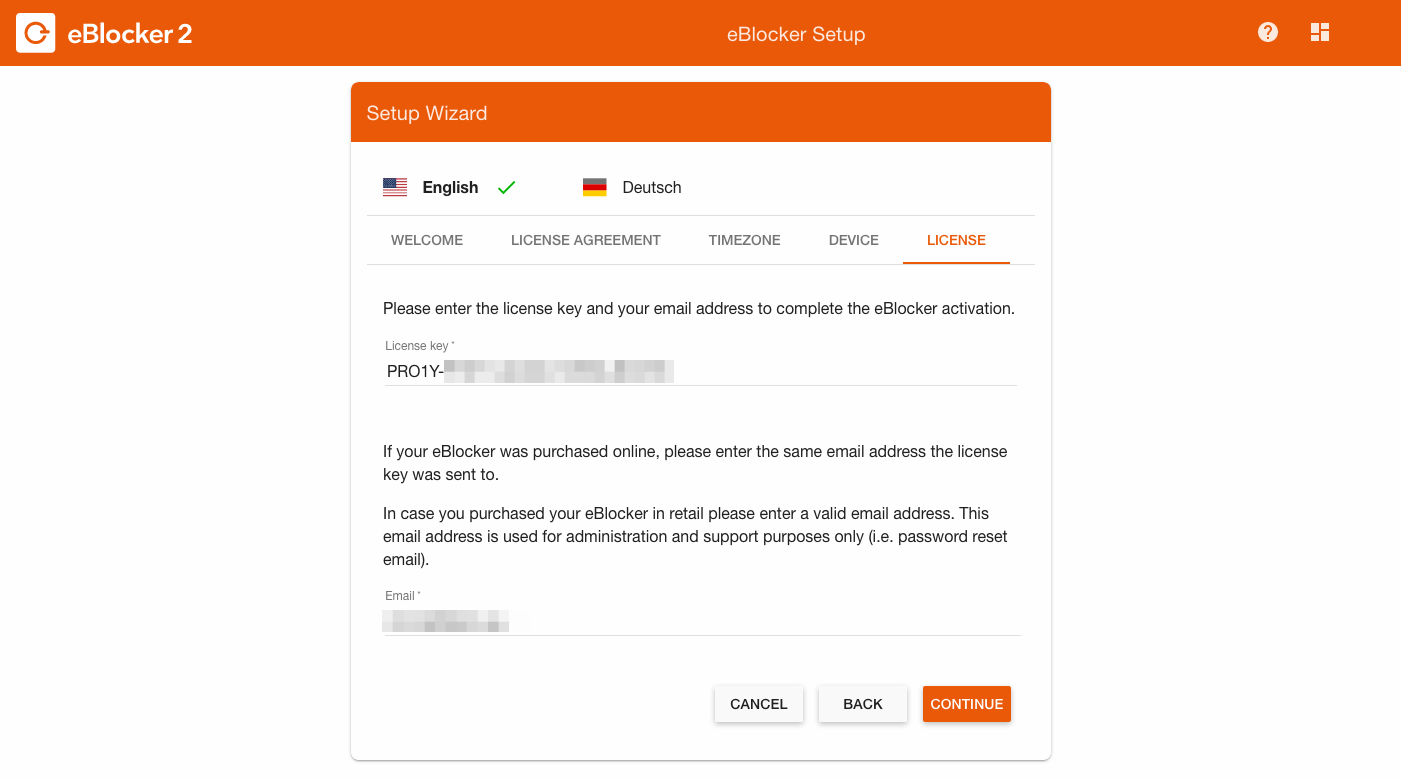 eBlocker 2
eBlocker Setup
Setup Wizard
English
Deutsch
WELCOME
LICENSE AGREEMENT
TIMEZONE
DEVICE
LICENSE
Please enter the license key and your email address to complete the eBlocker activation.
License key *
PRO1Y-
If your eBlocker was purchased online, please enter the same email address the license
key was sent to.
In case you purchased your eBlocker in retail please enter a valid email address. This
email address is used for administration and support purposes only (i.e. password reset
email).
Email *
CANCEL
BACK
CONTINUE